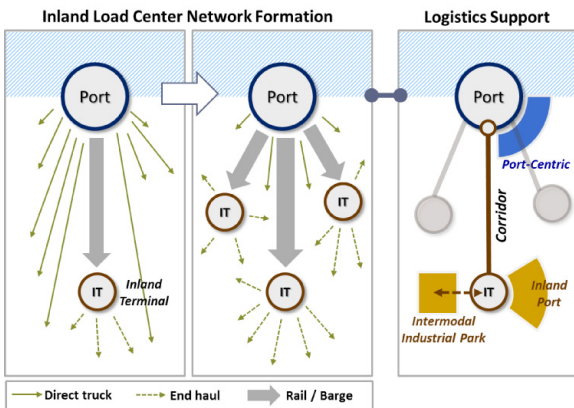 Inland Load Center Network Formation
Logistics Support
Port
Port
Port
Port-Centric
IT
IT
IT
Corridor
IT
Inland
Terminal
IT
Inland
Port
Intermodal
Industrial Park
Direct truck
End haul
Rail / Barge